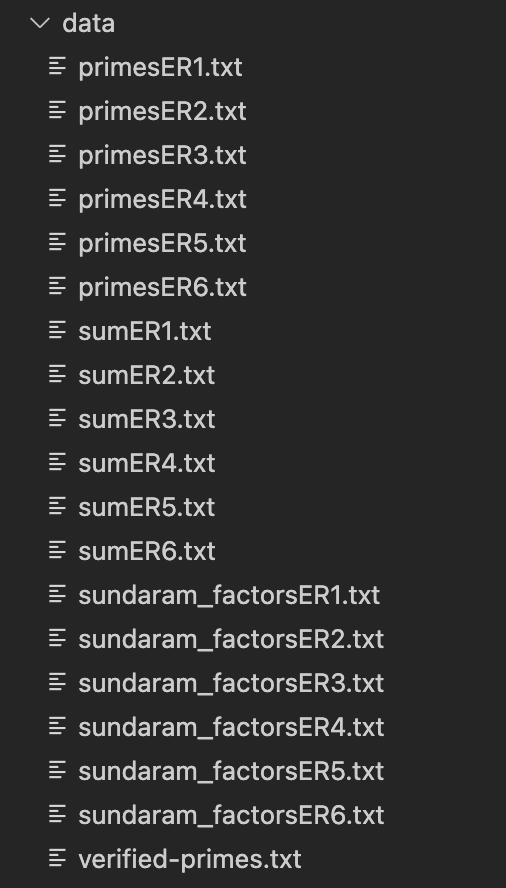 data
primesER1.txt
primesER2.txt
primesER3.txt
primesER4.txt
primesER5.txt
primesER6.txt
sumER1.txt
sumER2.txt
sumER3.txt
sumER4.txt
sumER5.txt
sumER6.txt
sundaram_factorsER1.txt
sundaram_factorsER2.txt
sundaram_factorsER3.txt
sundaram_factorsER4.txt
sundaram_factorsER5.txt
sundaram_factorsER6.txt
verified-primes.txt